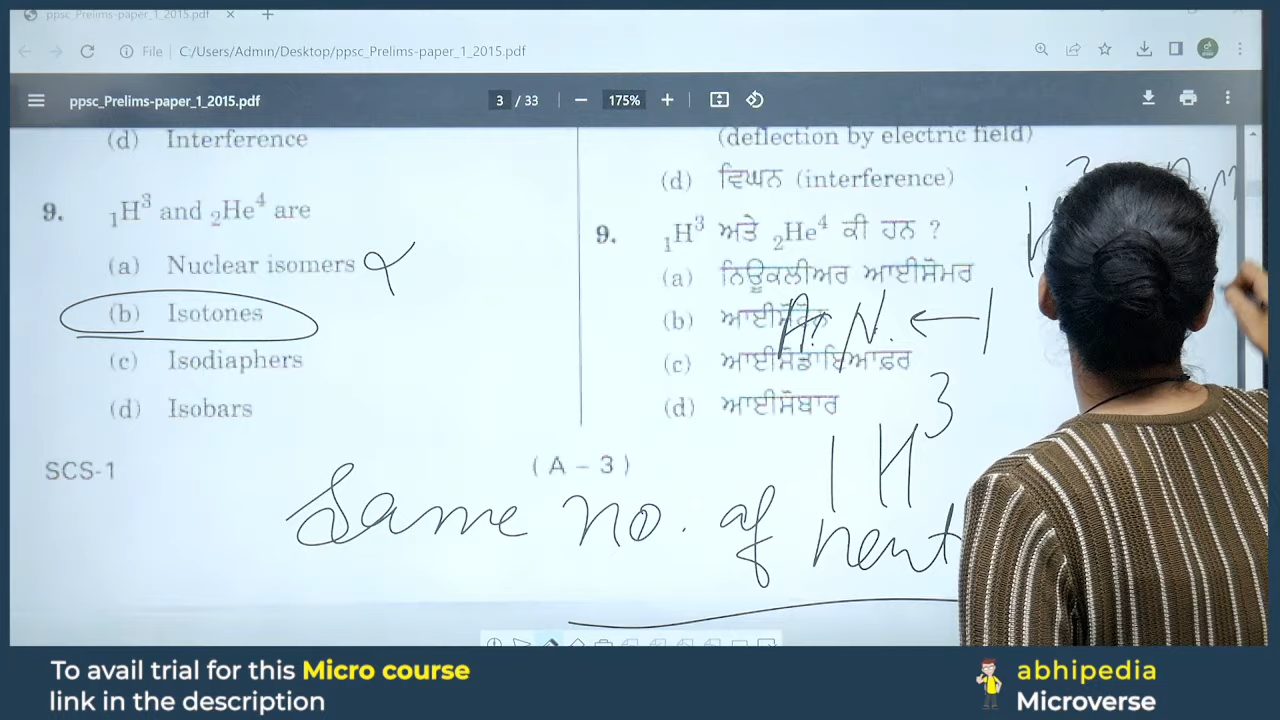 ppsc_Prelims-paper_1_2015.pdf
File C:/Users/Admin/Desktop/ppsc_Prelims-paper_1_2015.pdf
ppsc_Prelims-paper_1_2015.pdf 3 / 33 175%
(d) Interference
9. ₁H³ and ₂He⁴ are
(a) Nuclear isomers
(b) Isotones
(c) Isodiaphers
(d) Isobars
SCS-1
(A – 3)
(deflection by electric field)
(d) ਵਿਘਨ (interference)
9. ₁H³ ਅਤੇ ₂He⁴ ਕੀ ਹਨ ?
(a) ਨਿਊਕਲੀਅਰ ਆਈਸੋਮਰ
(b)
(c) ਆਈਸੋਡਾਇਆਫ਼ਰ
(d) ਆਈਸੋਬਾਰ
A. N. ← 1
₁H³
Same no. of neut
To avail trial for this Micro course
link in the description
abhipedia
Microverse